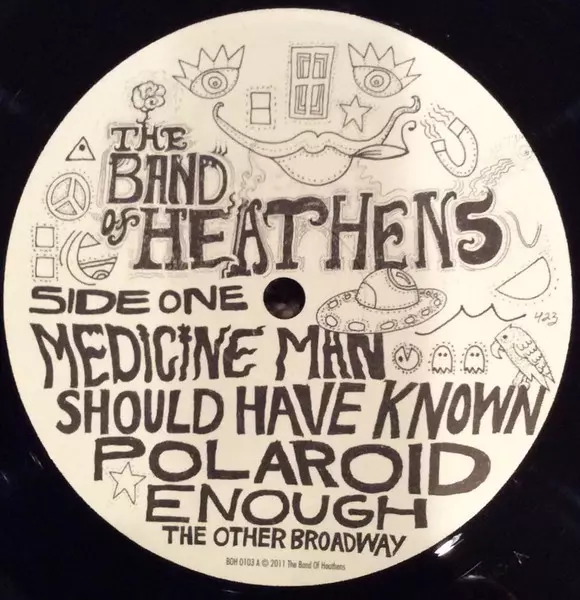 THE
BAND
of
HEATHENS
SIDE ONE
423
MEDICINE MAN
SHOULD HAVE KNOWN
POLAROID
ENOUGH
THE OTHER BROADWAY
BOH 0103 A © 2011 The Band Of Heathens